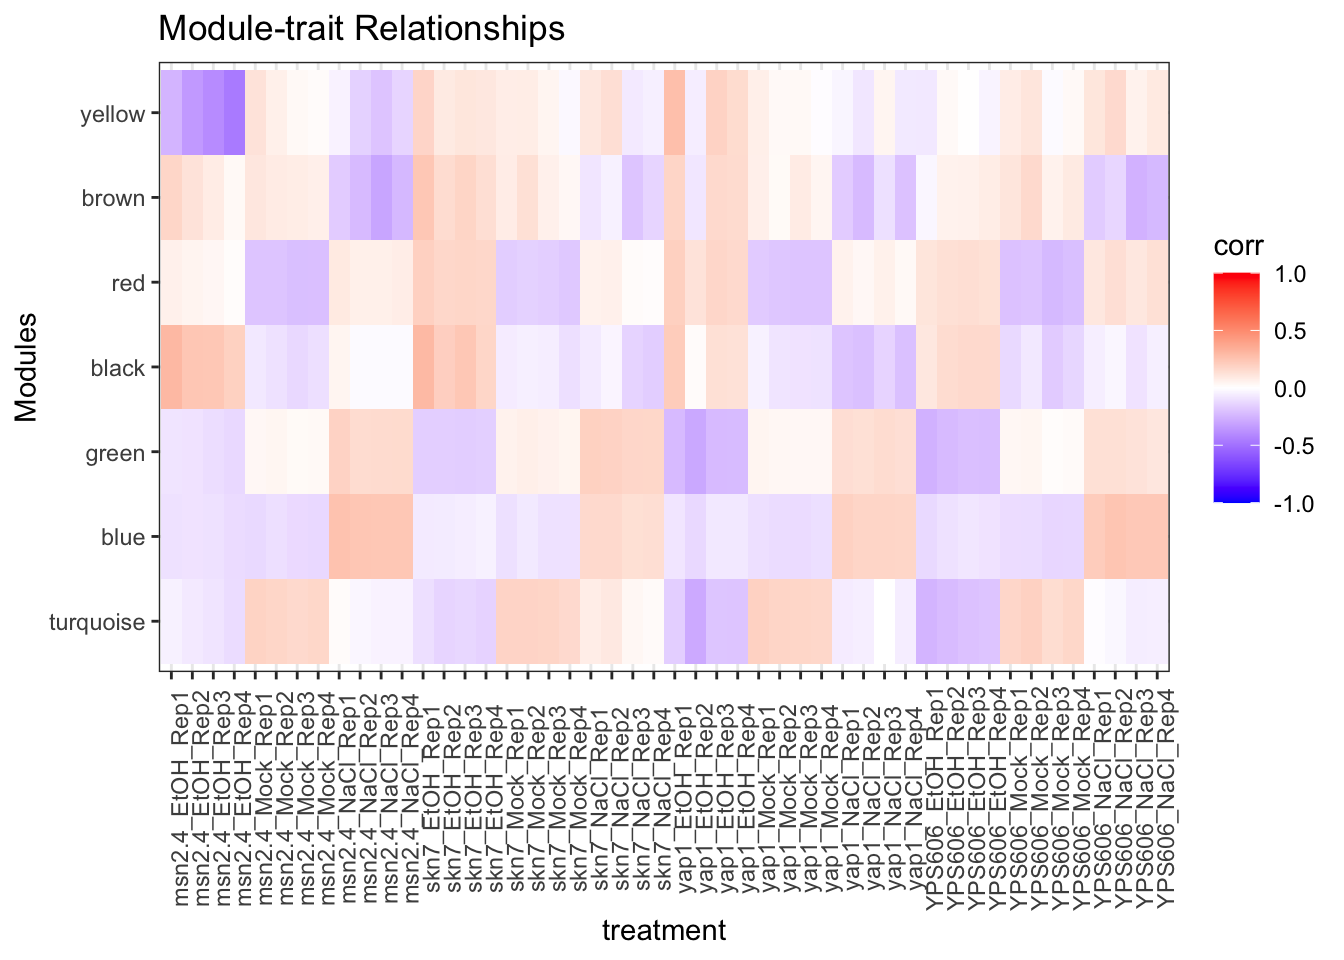 Module-trait Relationships
Modules
yellow
brown
red
black
green
blue
turquoise
corr
1.0
0.5
0.0
-0.5
-1.0
msn2.4_EtOH_Rep1
msn2.4_EtOH_Rep2
msn2.4_EtOH_Rep3
msn2.4_EtOH_Rep4
msn2.4_Mock_Rep1
msn2.4_Mock_Rep2
msn2.4_Mock_Rep3
msn2.4_Mock_Rep4
msn2.4_NaCl_Rep1
msn2.4_NaCl_Rep2
msn2.4_NaCl_Rep3
msn2.4_NaCl_Rep4
skn7_EtOH_Rep1
skn7_EtOH_Rep2
skn7_EtOH_Rep3
skn7_EtOH_Rep4
skn7_Mock_Rep1
skn7_Mock_Rep2
skn7_Mock_Rep3
skn7_Mock_Rep4
skn7_NaCl_Rep1
skn7_NaCl_Rep2
skn7_NaCl_Rep3
skn7_NaCl_Rep4
yap1_EtOH_Rep1
yap1_EtOH_Rep2
yap1_EtOH_Rep3
yap1_EtOH_Rep4
yap1_Mock_Rep1
yap1_Mock_Rep2
yap1_Mock_Rep3
yap1_Mock_Rep4
yap1_NaCl_Rep1
yap1_NaCl_Rep2
yap1_NaCl_Rep3
yap1_NaCl_Rep4
YPS606_EtOH_Rep1
YPS606_EtOH_Rep2
YPS606_EtOH_Rep3
YPS606_EtOH_Rep4
YPS606_Mock_Rep1
YPS606_Mock_Rep2
YPS606_Mock_Rep3
YPS606_Mock_Rep4
YPS606_NaCl_Rep1
YPS606_NaCl_Rep2
YPS606_NaCl_Rep3
YPS606_NaCl_Rep4
treatment